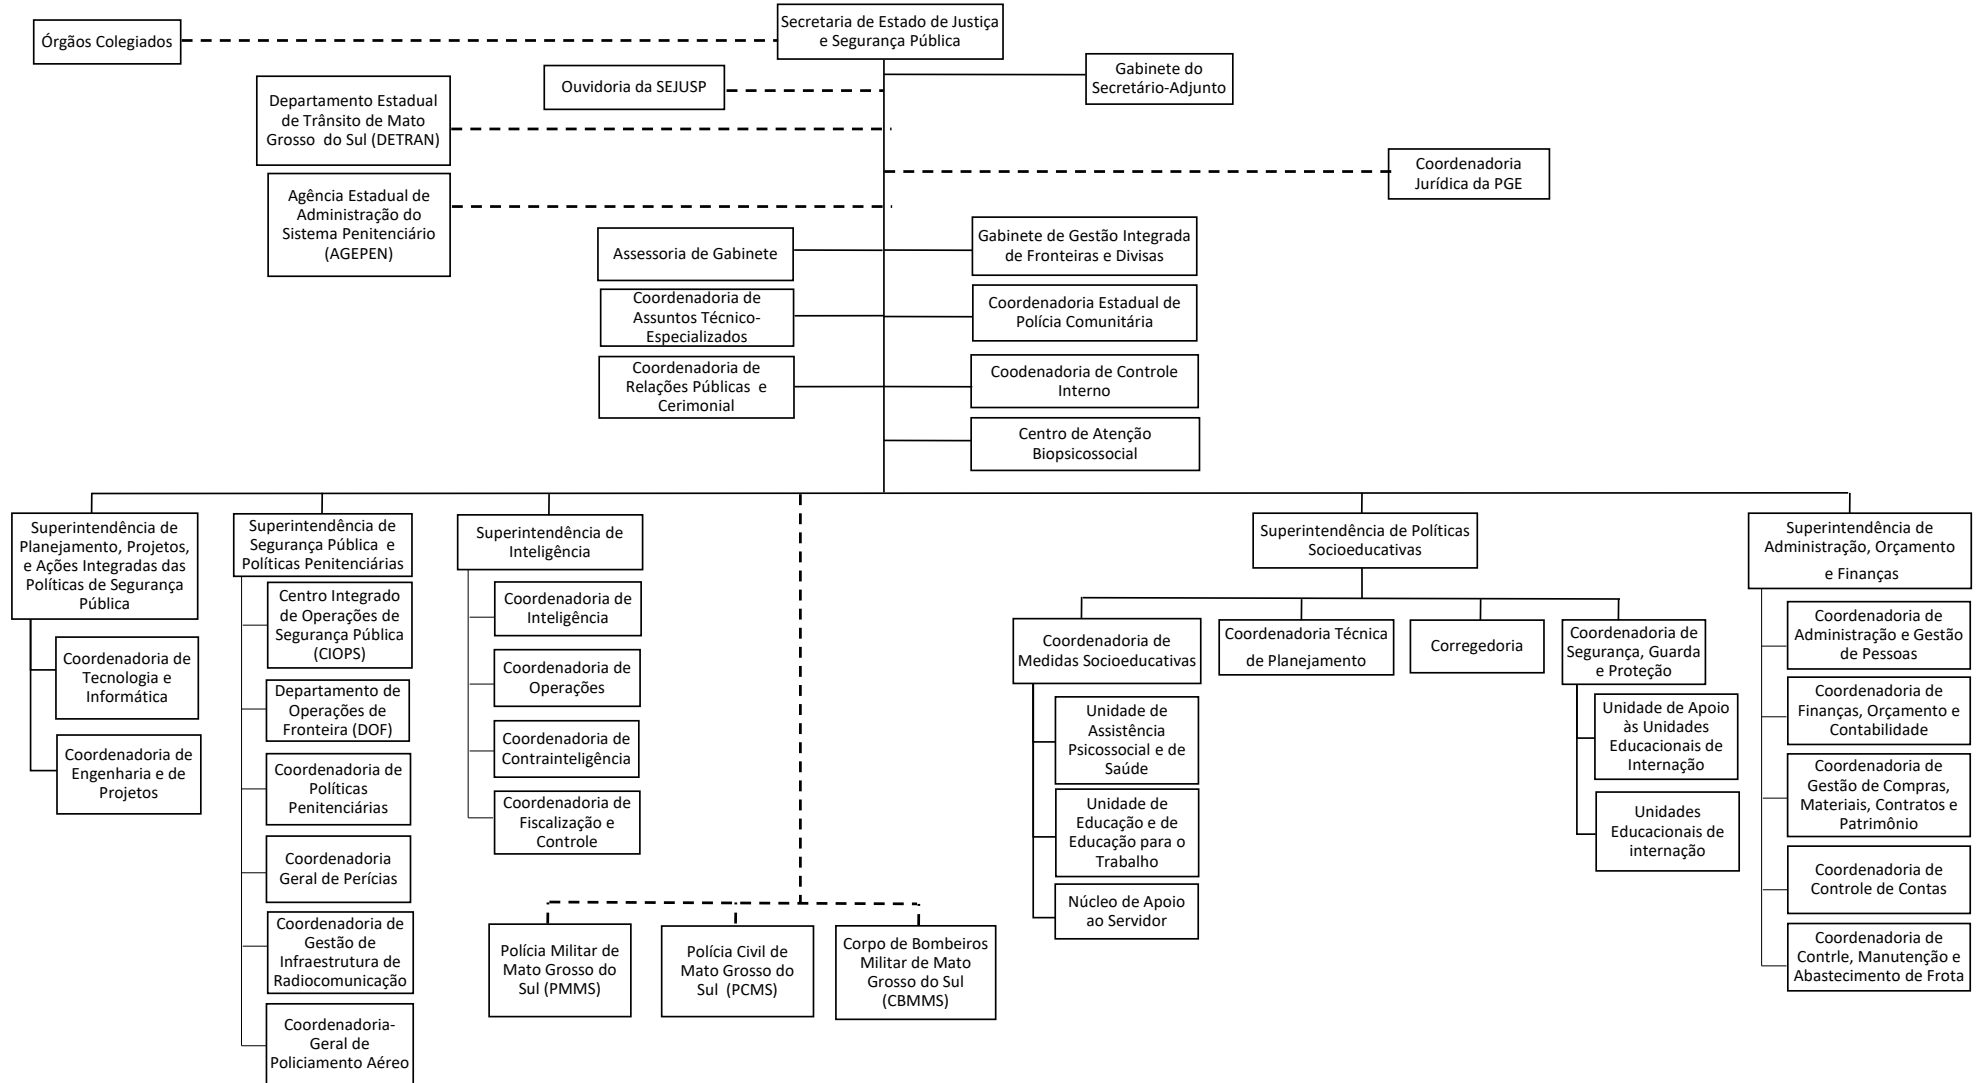 Secretaria de Estado de Justiça
e Segurança Pública
Órgãos Colegiados
Gabinete do
Secretário-Adjunto
Ouvidoria da SEJUSP
Departamento Estadual
de Trânsito de Mato
Grosso do Sul (DETRAN)
Coordenadoria
Jurídica da PGE
Agência Estadual de
Administração do
Sistema Penitenciário
(AGEPEN)
Assessoria de Gabinete
Gabinete de Gestão Integrada
de Fronteiras e Divisas
Coordenadoria de
Assuntos Técnico-
Especializados
Coordenadoria Estadual de
Polícia Comunitária
Coordenadoria de
Relações Públicas e
Cerimonial
Coodenadoria de Controle
Interno
Centro de Atenção
Biopsicossocial
Superintendência de
Planejamento, Projetos,
e Ações Integradas das
Políticas de Segurança
Pública
Coordenadoria de
Tecnologia e
Informática
Coordenadoria de
Engenharia e de
Projetos
Superintendência de
Segurança Pública e
Políticas Penitenciárias
Centro Integrado
de Operações de
Segurança Pública
(CIOPS)
Departamento de
Operações de
Fronteira (DOF)
Coordenadoria de
Políticas
Penitenciárias
Coordenadoria
Geral de Perícias
Coordenadoria de
Gestão de
Infraestrutura de
Radiocomunicação
Coordenadoria-
Geral de
Policiamento Aéreo
Superintendência de
Inteligência
Coordenadoria de
Inteligência
Coordenadoria de
Operações
Coordenadoria de
Contrainteligência
Coordenadoria de
Fiscalização e
Controle
Polícia Militar de
Mato Grosso do
Sul (PMMS)
Polícia Civil de
Mato Grosso do
Sul (PCMS)
Corpo de Bombeiros
Militar de Mato
Grosso do Sul
(CBMMS)
Superintendência de Políticas
Socioeducativas
Coordenadoria de
Medidas Socioeducativas
Unidade de
Assistência
Psicossocial e de
Saúde
Unidade de
Educação e de
Educação para o
Trabalho
Núcleo de Apoio
ao Servidor
Coordenadoria Técnica
de Planejamento
Corregedoria
Coordenadoria de
Segurança, Guarda
e Proteção
Unidade de Apoio
às Unidades
Educacionais de
Internação
Unidades
Educacionais de
internação
Superintendência de
Administração, Orçamento
e Finanças
Coordenadoria de
Administração e Gestão
de Pessoas
Coordenadoria de
Finanças, Orçamento e
Contabilidade
Coordenadoria de
Gestão de Compras,
Materiais, Contratos e
Patrimônio
Coordenadoria de
Controle de Contas
Coordenadoria de
Contrle, Manutenção e
Abastecimento de Frota